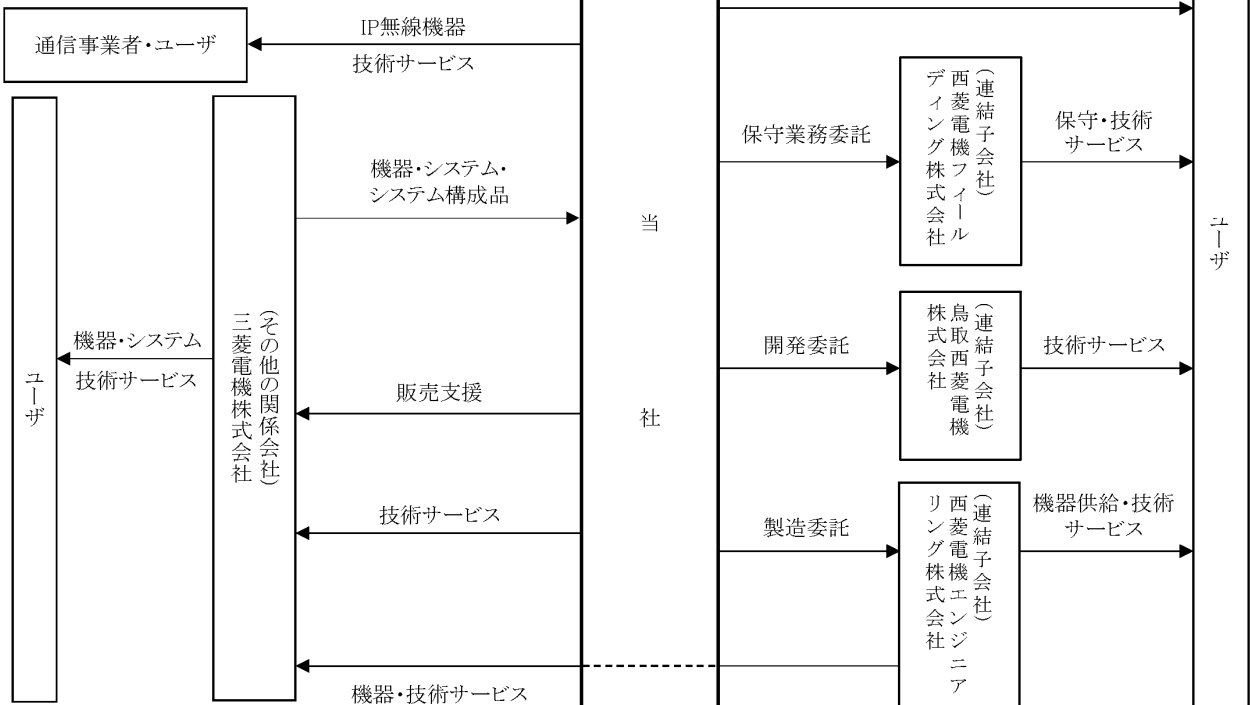 通信事業者・ユーザ
IP無線機器
技術サービス
機器・システム・
システム構成品
ユーザ
機器・システム
技術サービス
(その他の関係会社)
三菱電機株式会社
販売支援
技術サービス
機器・技術サービス
当社
保守業務委託
(連結子会社)
西菱電機フィール
ディング株式会社
保守・技術
サービス
開発委託
(連結子会社)
鳥取西菱電機
株式会社
技術サービス
製造委託
(連結子会社)
西菱電機エンジニア
リング株式会社
機器供給・技術
サービス
ユーザ